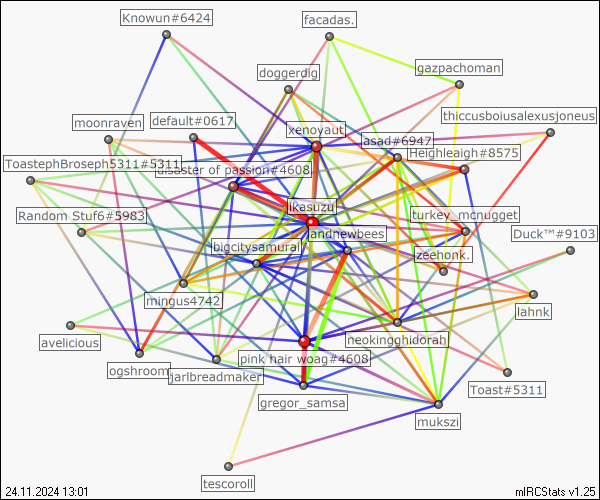 Knowun#6424
facadas.
gazpachoman
doggerdig
thiccusboiusalexusjoneus
moonraven
default#0617
xenoyaut
asad#6947
Heighleigh#8575
ToastephBroseph5311#5311
disaster of passion#4608
ikasuzu
Random Stuf6#5983
turkey_mcnugget
jandnewbees
Duck™#9103
bigcitysamurai
zeehonk.
mingus4742
lahnk
avelicious
neokingghidorah
pink hair woag#4608
ogshroom
jarlbreadmaker
Toast#5311
gregor_samsa
mukszi
tescoroll
24.11.2024 13:01
mIRCStats v1.25